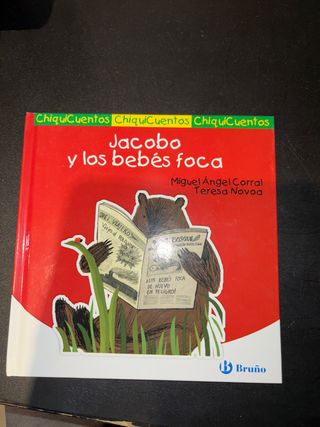 ChiquiCuentos ChiquiCuentos ChiquiCuentos
Jacobo
y los bebés foca
Miguel Ángel Corral
Teresa Novoa
¡LOS BEBÉ FOCA
DE NUEVO
EN PELIGRO!
Bruño